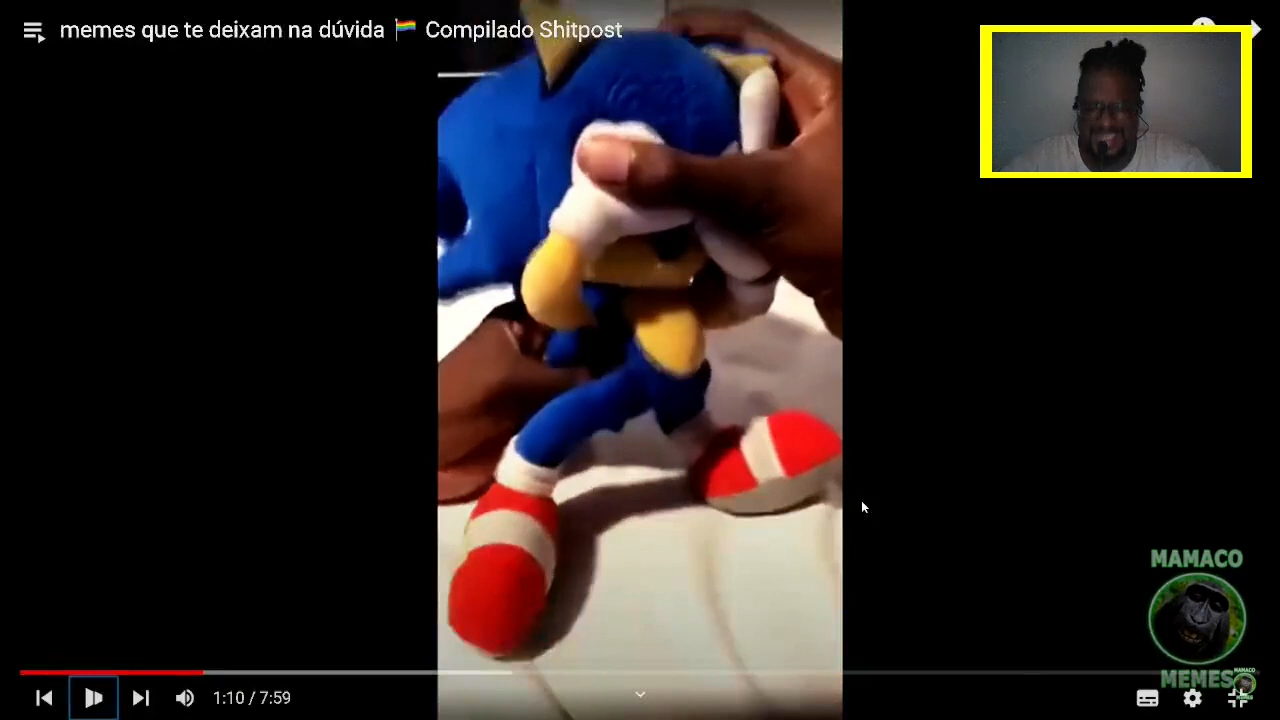 memes que te deixam na dúvida 🏳️‍🌈 Compilado Shitpost
MAMACO
MEMES
1:10 / 7:59